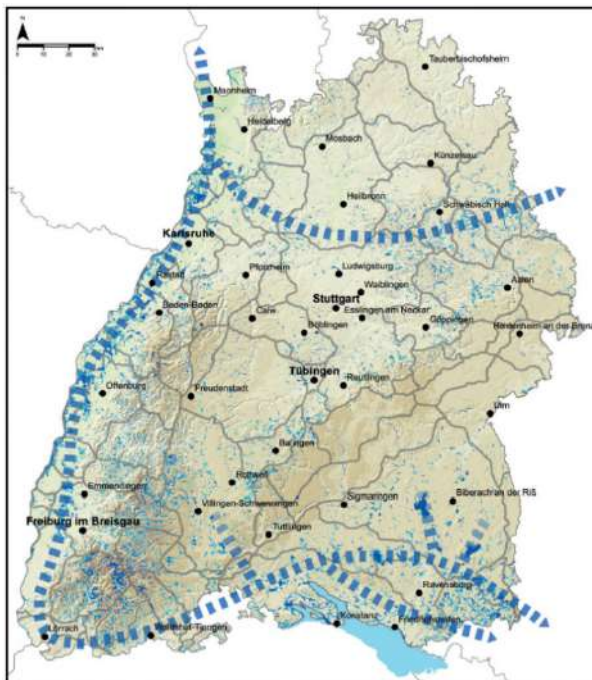 N
Tauberbischofsheim
Mannheim
Heidelberg
Mosbach
Künzelsau
Heilbronn
Schwäbisch Hall
Karlsruhe
Pforzheim
Ludwigsburg
Rastatt
Waiblingen
Aalen
Stuttgart
Baden-Baden
Calw
Esslingen am Neckar
Böblingen
Göppingen
Heidenheim an der Brenz
Tübingen
Reutlingen
Offenburg
Freudenstadt
Ulm
Balingen
Rottweil
Emmendingen
Sigmaringen
Biberach an der Riß
Villingen-Schwenningen
Freiburg im Breisgau
Tuttlingen
Ravensburg
Konstanz
Friedrichshafen
Lörrach
Waldshut-Tiengen